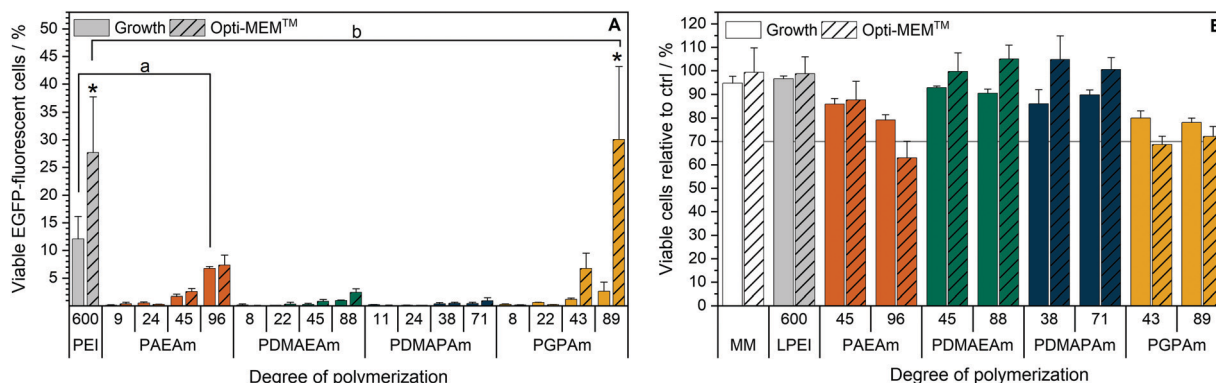 Viable EGFP-fluorescent cells / %
50
45
40
35
30
25
20
15
10
5
Growth Opti-MEM™
A
b
a
*
*
600 9 24 45 96 8 22 45 88 11 24 38 71 8 22 43 89
PEI PAEAm PDMAEAm PDMAPAm PGPAm
Degree of polymerization
Viable cells relative to ctrl / %
120
110
100
90
80
70
60
50
40
30
20
10
0
Growth Opti-MEM™
600 45 96 45 88 38 71 43 89
MM LPEI PAEAm PDMAEAm PDMAPAm PGPAm
Degree of polymerization